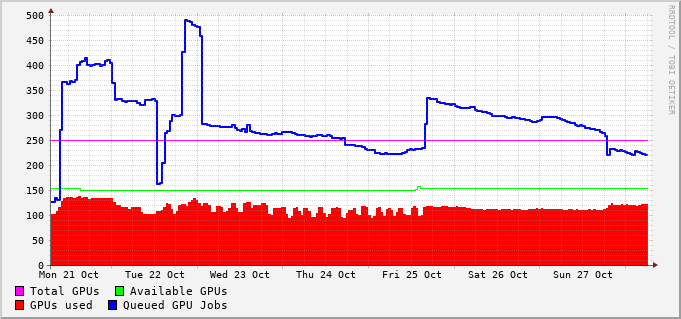 500
450
400
350
300
250
200
150
100
50
0
Mon 21 Oct Tue 22 Oct Wed 23 Oct Thu 24 Oct Fri 25 Oct Sat 26 Oct Sun 27 Oct
Total GPUs Available GPUs
GPUs used Queued GPU Jobs
RRDTOOL / TOBI OETIKER